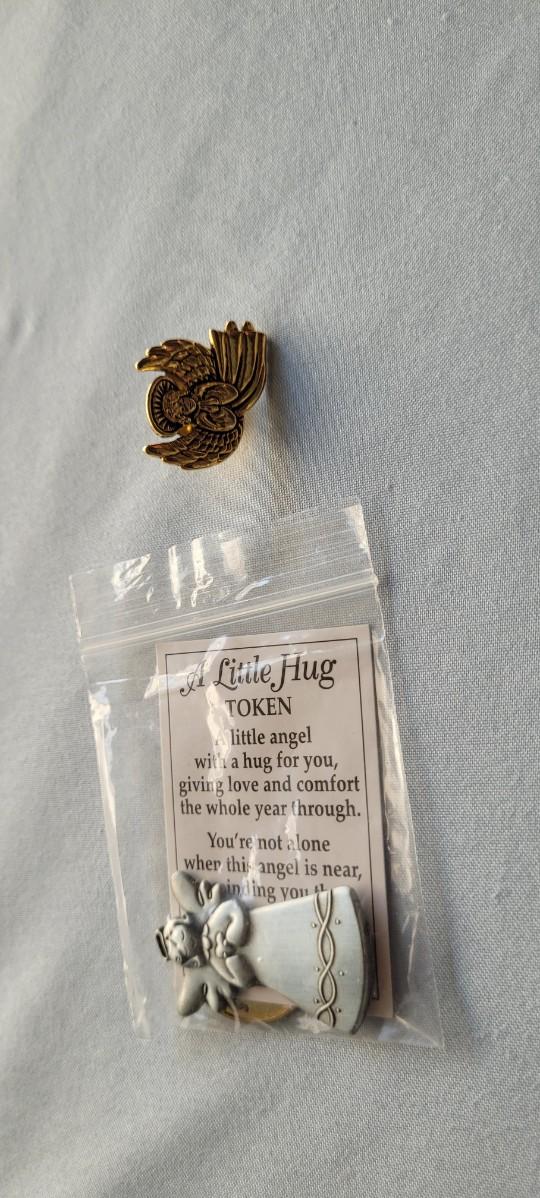 A Little Hug
TOKEN
A little angel
with a hug for you,
giving love and comfort
the whole year through.
You're not alone
when this angel is near,
you